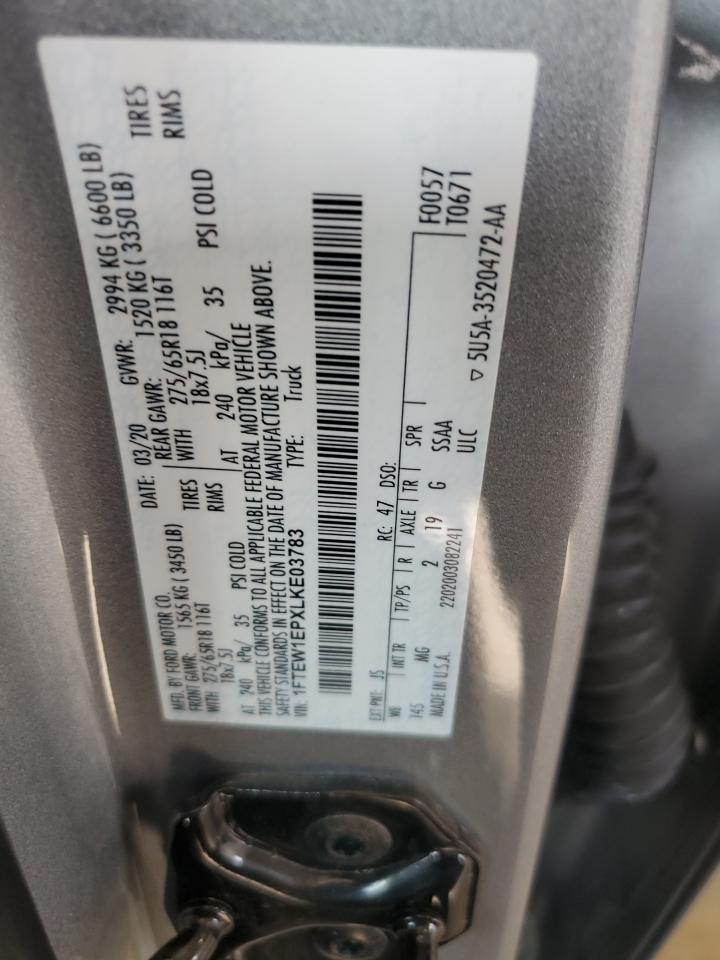 MFD. BY FORD MOTOR CO.
DATE: 03/20 GVWR: 2994 KG ( 6600 LB)
FRONT GAWR: 1565 KG ( 3450 LB) REAR GAWR: 1520 KG ( 3350 LB)
WITH 275/65R18 116T TIRES WITH 275/65R18 116T TIRES
18x7.5J RIMS 18x7.5J RIMS
AT 240 kPa/ 35 PSI COLD AT 240 kPa/ 35 PSI COLD
THIS VEHICLE CONFORMS TO ALL APPLICABLE FEDERAL MOTOR VEHICLE
SAFETY STANDARDS IN EFFECT ON THE DATE OF MANUFACTURE SHOWN ABOVE.
VIN: 1FTEW1EPXLKE03783 TYPE: Truck
F0057
T0671
EXT PNT: JS RC: 47 DSO:
WB INT TR TP/PS R AXLE TR SPR
145 MG 2 19 G SSAA
MADE IN U.S.A. 2202003082241 ULC
▽ 5U5A-3520472-AA